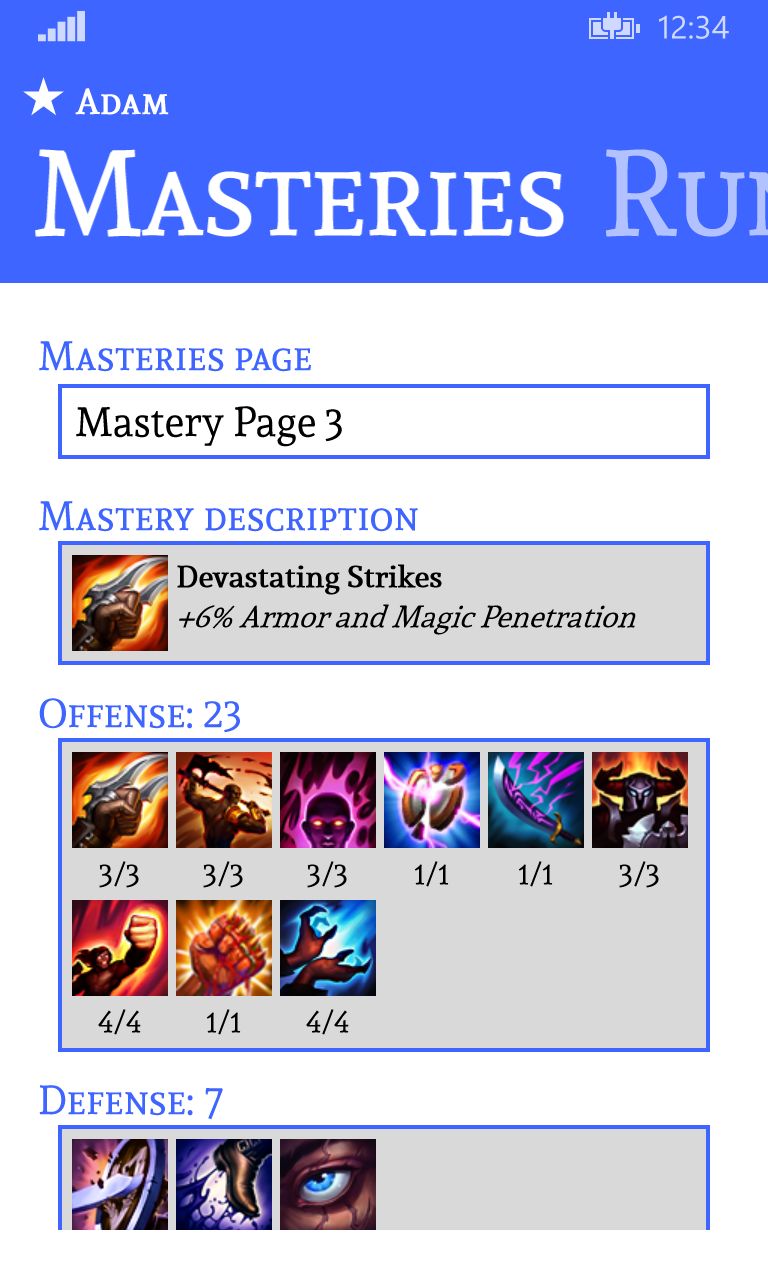 12:34
★ Adam
Masteries Run
Masteries page
Mastery Page 3
Mastery description
Devastating Strikes
+6% Armor and Magic Penetration
Offense: 23
3/3 3/3 3/3 1/1 1/1 3/3
4/4 1/1 4/4
Defense: 7